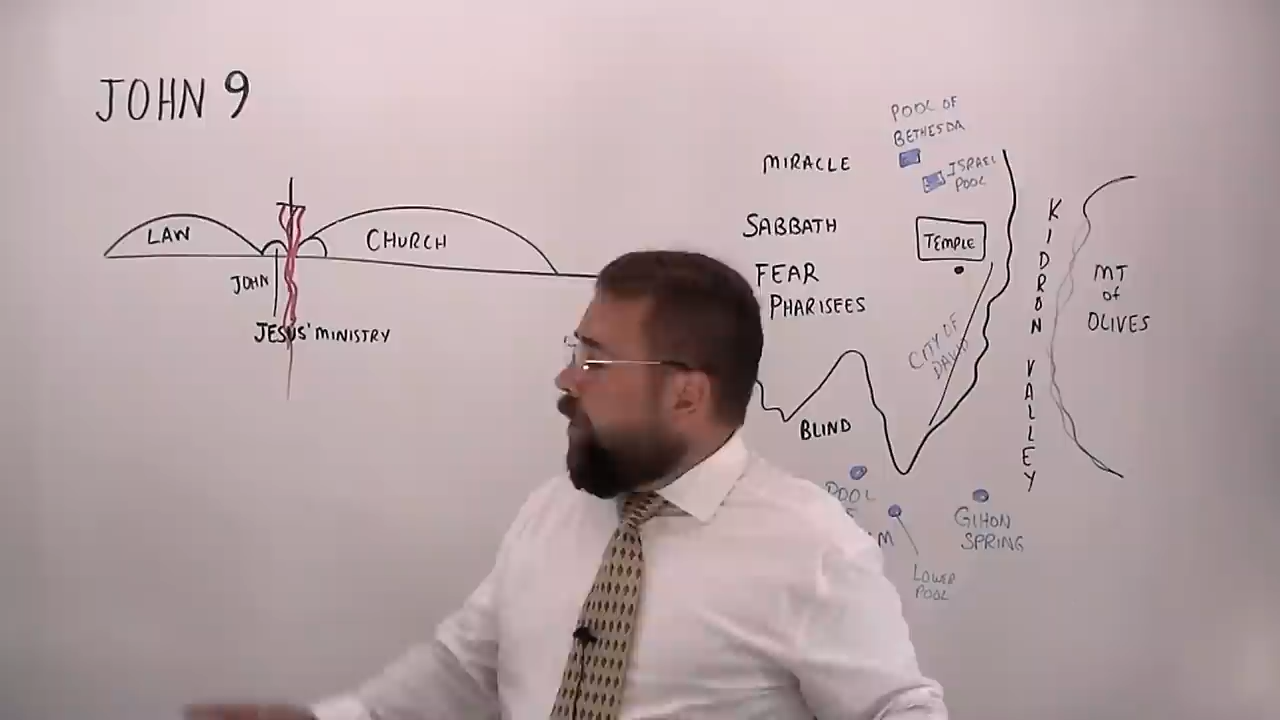 JOHN 9
LAW
CHURCH
JOHN
JESUS' MINISTRY
MIRACLE
SABBATH
FEAR
PHARISEES
BLIND
POOL OF
BETHESDA
ISRAEL
POOL
TEMPLE
CITY OF
DAVID
KIDRON VALLEY
MT
of
OLIVES
POOL
LOWER
POOL
GIHON
SPRING